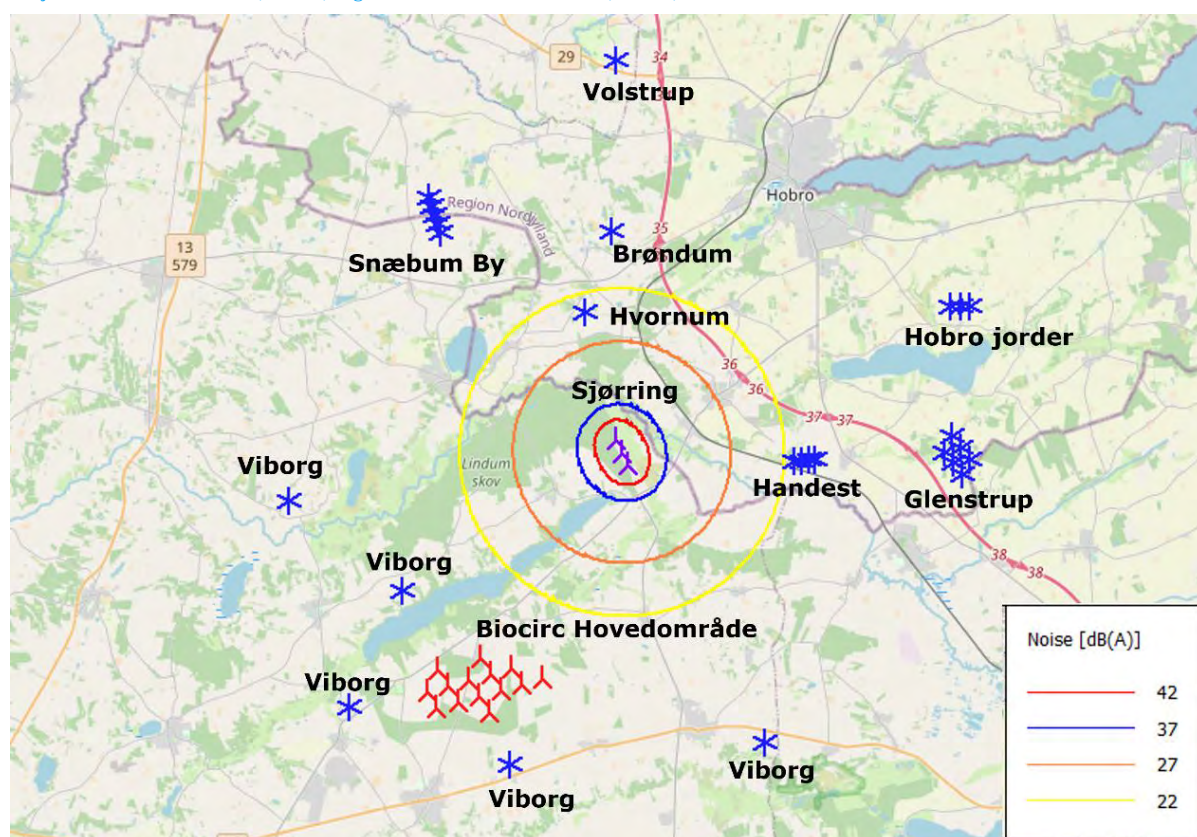 29
34
Volstrup
Hobro
Region Nordjylland
35
13
579
Snæbum By
Brøndum
Hvornum
Hobro jorder
36
36
Sjørring
37
37
Viborg
Lindum
skov
Handest
Glenstrup
Viborg
38
38
Biocirc Hovedområde
Viborg
Viborg
Viborg
Noise [dB(A)]
42
37
27
22